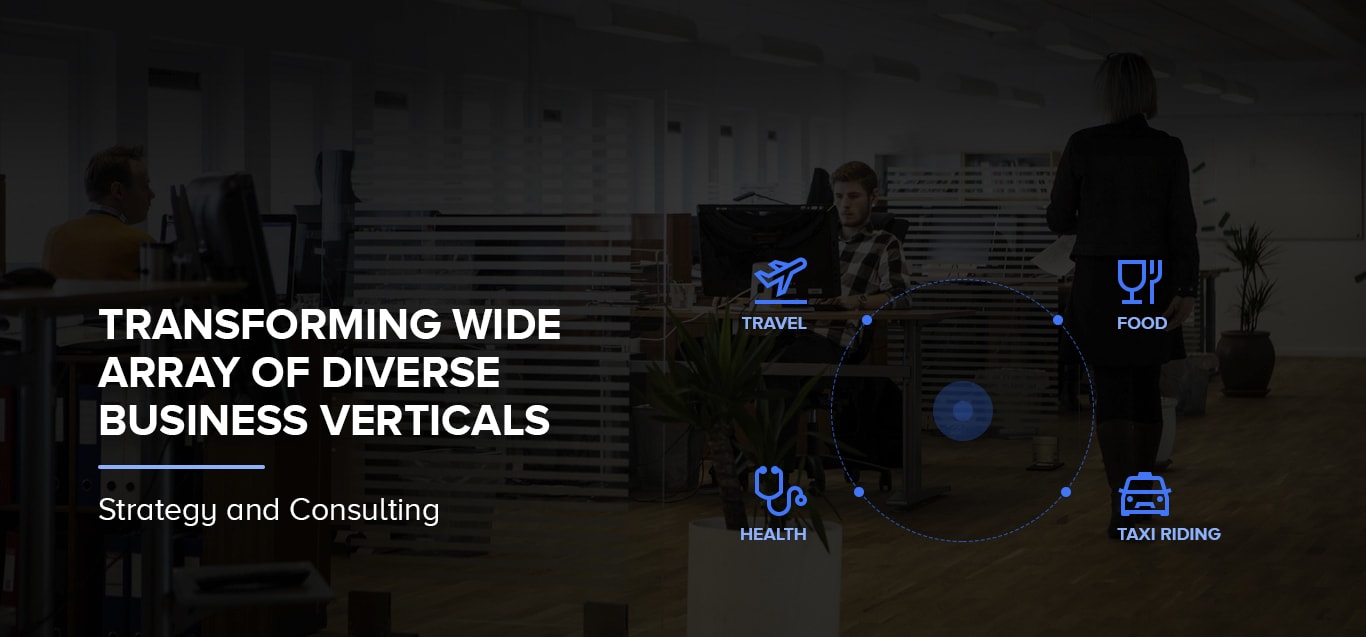 TRANSFORMING WIDE
ARRAY OF DIVERSE
BUSINESS VERTICALS
Strategy and Consulting
TRAVEL
FOOD
HEALTH
TAXI RIDING